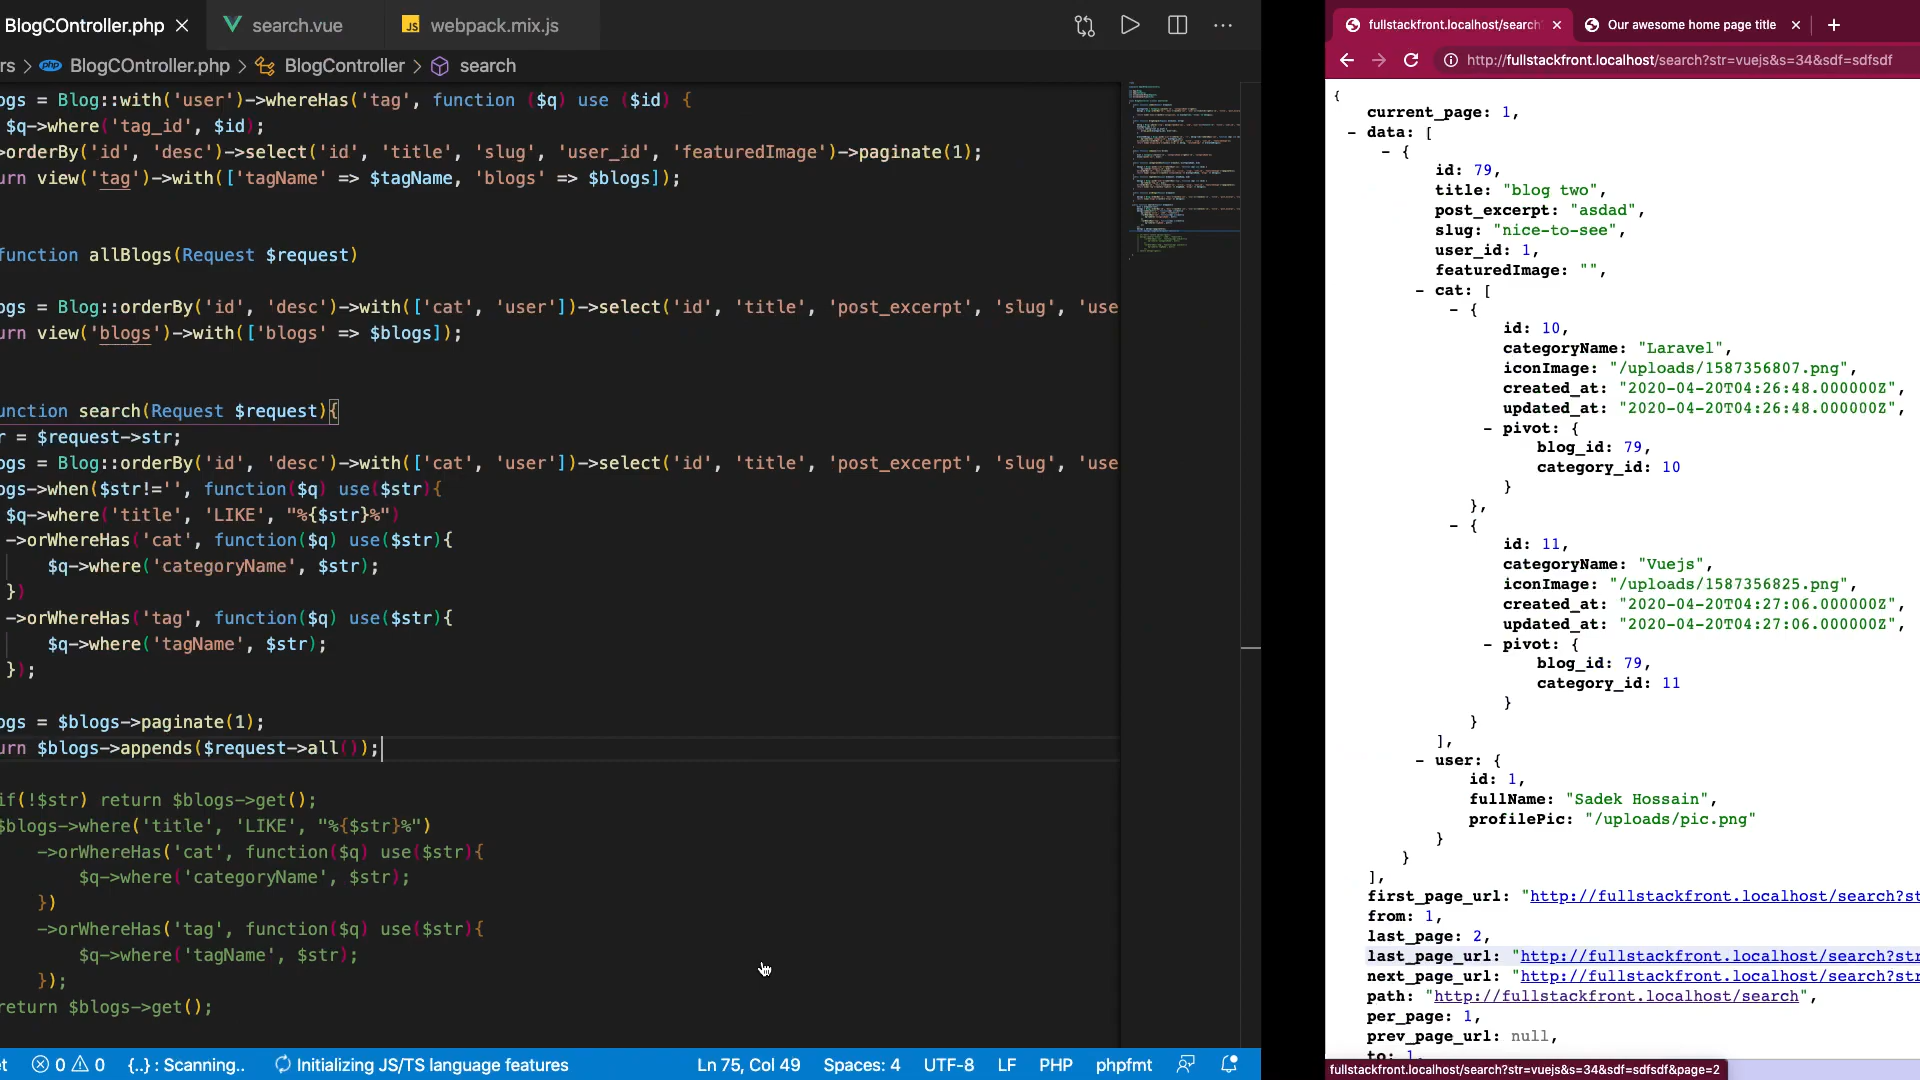 BlogCOntroller.php
search.vue
JS webpack.mix.js
rs > BlogCOntroller.php > BlogController > search
ogs = Blog::with('user')->whereHas('tag', function ($q) use ($id) {
$q->where('tag_id', $id);
>orderBy('id', 'desc')->select('id', 'title', 'slug', 'user_id', 'featuredImage')->paginate(1);
urn view('tag')->with(['tagName' => $tagName, 'blogs' => $blogs]);
function allBlogs(Request $request)
ogs = Blog::orderBy('id', 'desc')->with(['cat', 'user'])->select('id', 'title', 'post_excerpt', 'slug', 'use
urn view('blogs')->with(['blogs' => $blogs]);
unction search(Request $request){
r = $request->str;
ogs = Blog::orderBy('id', 'desc')->with(['cat', 'user'])->select('id', 'title', 'post_excerpt', 'slug', 'use
ogs->when($str!='', function($q) use($str){
$q->where('title', 'LIKE', "%{$str}%")
->orWhereHas('cat', function($q) use($str){
$q->where('categoryName', $str);
})
->orWhereHas('tag', function($q) use($str){
$q->where('tagName', $str);
});
ogs = $blogs->paginate(1);
urn $blogs->appends($request->all());
if(!$str) return $blogs->get();
$blogs->where('title', 'LIKE', "%{$str}%")
->orWhereHas('cat', function($q) use($str){
$q->where('categoryName', $str);
})
->orWhereHas('tag', function($q) use($str){
$q->where('tagName', $str);
});
return $blogs->get();
t 0 0 {..} : Scanning.. Initializing JS/TS language features Ln 75, Col 49 Spaces: 4 UTF-8 LF PHP phpfmt
fullstackfront.localhost/search
Our awesome home page title
http://fullstackfront.localhost/search?str=vuejs&s=34&sdf=sdfsdf
{
current_page: 1,
- data: [
- {
id: 79,
title: "blog two",
post_excerpt: "asdad",
slug: "nice-to-see",
user_id: 1,
featuredImage: "",
- cat: [
- {
id: 10,
categoryName: "Laravel",
iconImage: "/uploads/1587356807.png",
created_at: "2020-04-20T04:26:48.000000Z",
updated_at: "2020-04-20T04:26:48.000000Z",
- pivot: {
blog_id: 79,
category_id: 10
}
},
- {
id: 11,
categoryName: "Vuejs",
iconImage: "/uploads/1587356825.png",
created_at: "2020-04-20T04:27:06.000000Z",
updated_at: "2020-04-20T04:27:06.000000Z",
- pivot: {
blog_id: 79,
category_id: 11
}
}
],
- user: {
id: 1,
fullName: "Sadek Hossain",
profilePic: "/uploads/pic.png"
}
}
],
first_page_url: "http://fullstackfront.localhost/search?st
from: 1,
last_page: 2,
last_page_url: "http://fullstackfront.localhost/search?str
next_page_url: "http://fullstackfront.localhost/search?str
path: "http://fullstackfront.localhost/search",
per_page: 1,
prev_page_url: null,
to: 1,
fullstackfront.localhost/search?str=vuejs&s=34&sdf=sdfsdf&page=2